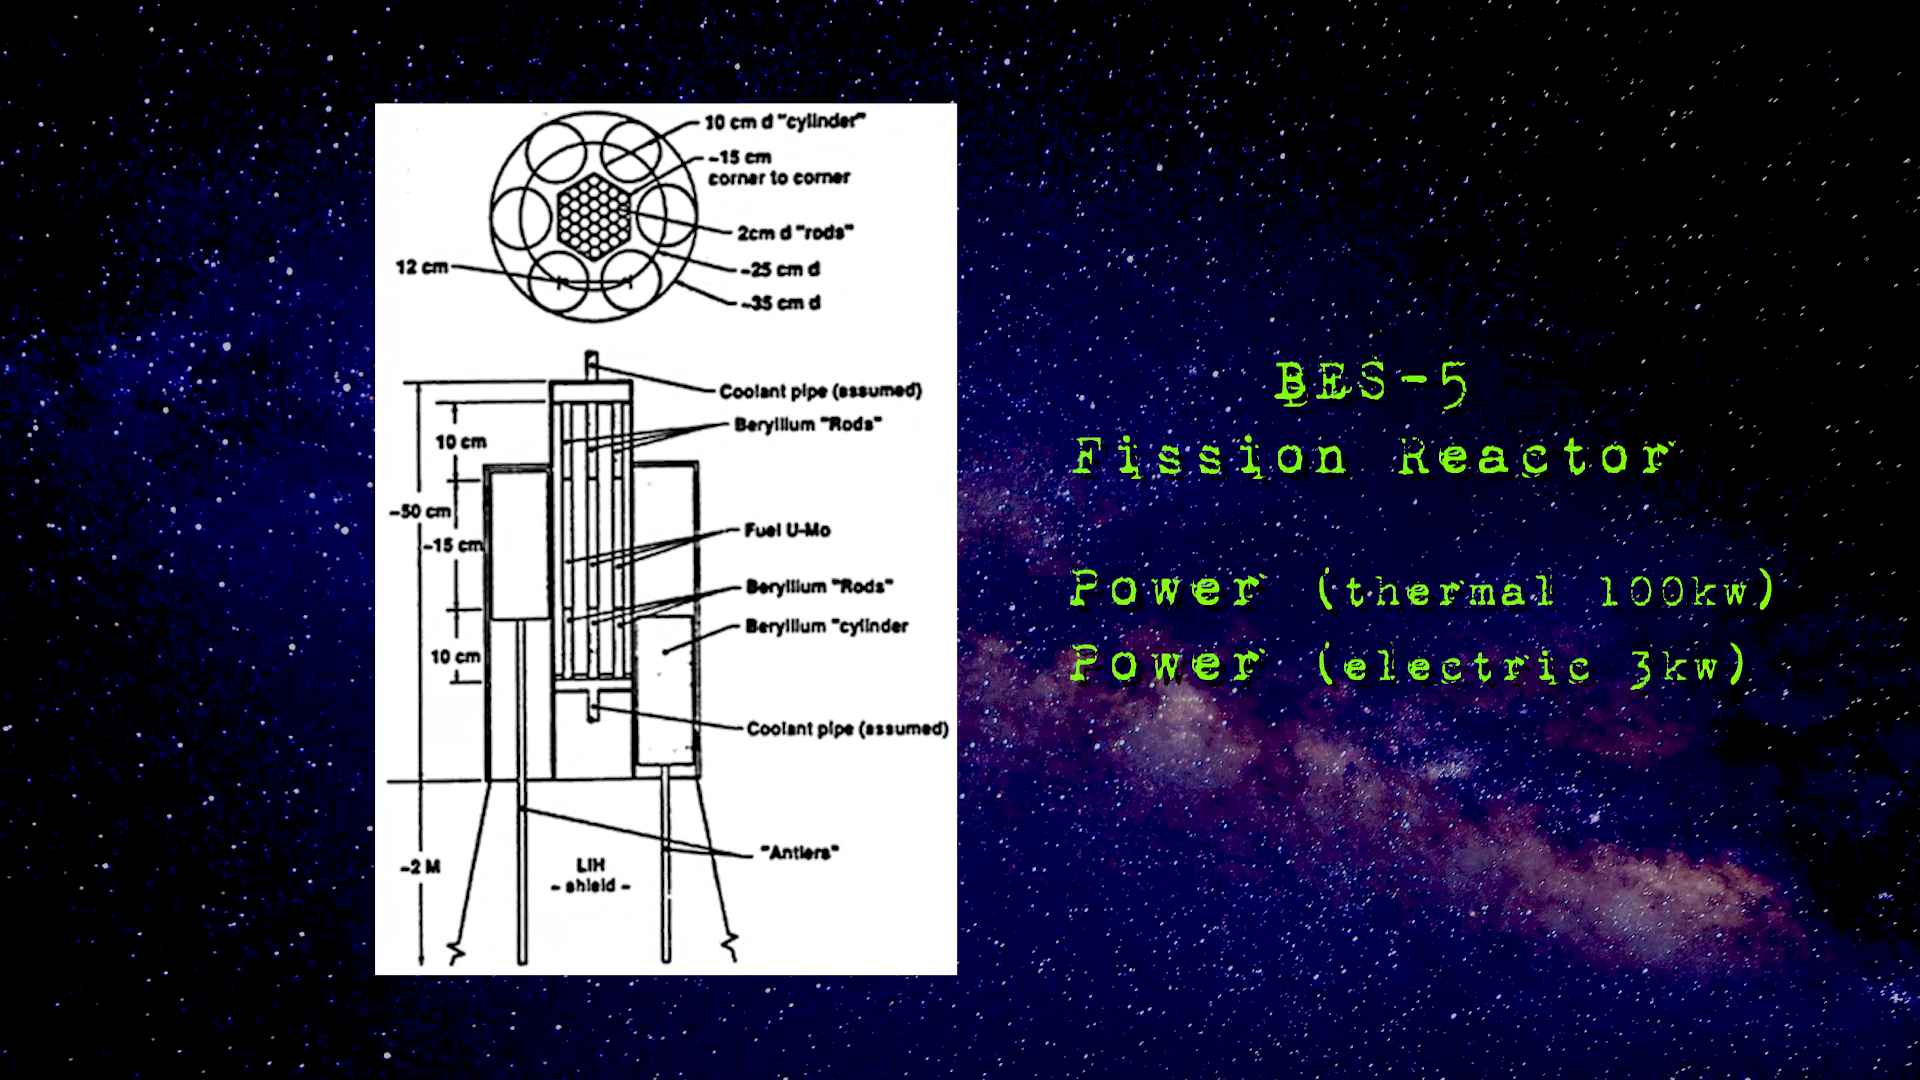 10 cm d "cylinder"
~15 cm
corner to corner
2cm d "rods"
12 cm
~25 cm d
~35 cm d
Coolant pipe (assumed)
Beryllium "Rods"
10 cm
~50 cm
~15 cm
Fuel U-Mo
Beryllium "Rods"
Beryllium "cylinder
10 cm
Coolant pipe (assumed)
"Antlers"
~2 M
LiH
~ shield ~
BES-5
Fission Reactor
Power (thermal 100kw)
Power (electric 3kw)